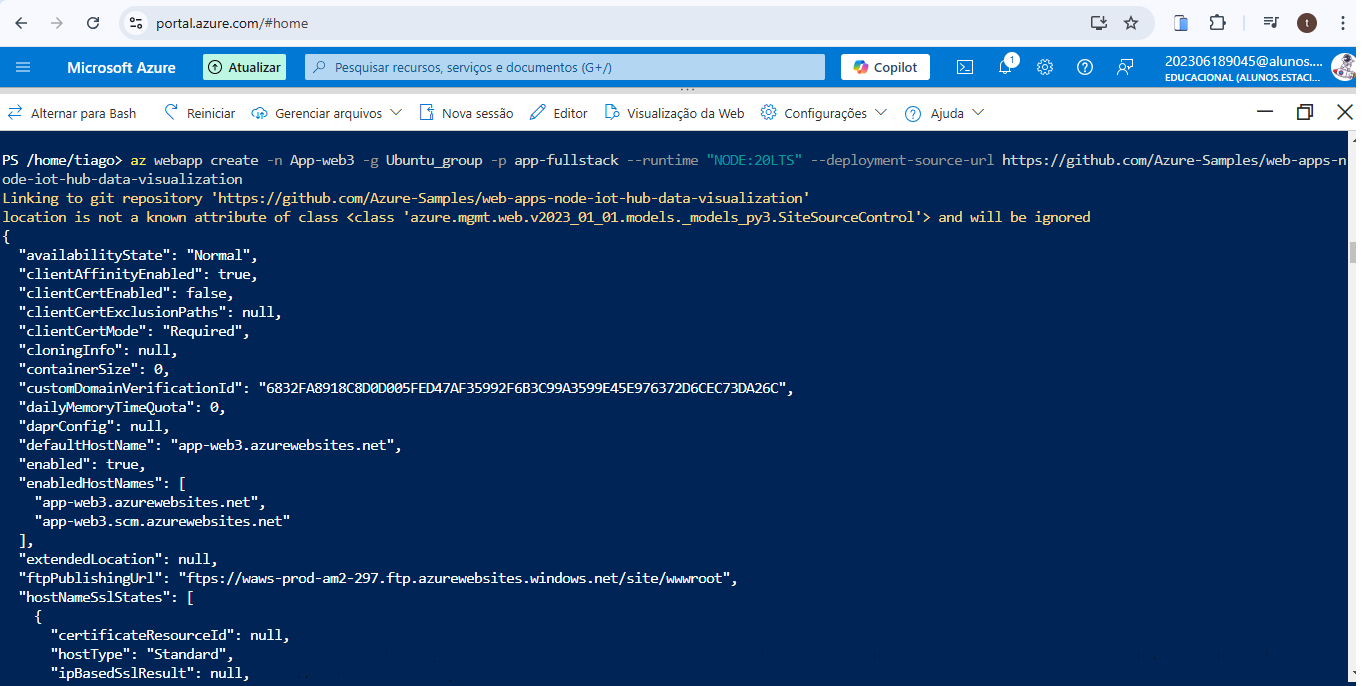 portal.azure.com/#home
t
Microsoft Azure
Atualizar
Pesquisar recursos, serviços e documentos (G+/)
Copilot
1
202306189045@alunos....
EDUCACIONAL (ALUNOS.ESTACI...
Alternar para Bash
Reiniciar
Gerenciar arquivos
Nova sessão
Editor
Visualização da Web
Configurações
Ajuda
PS /home/tiago> az webapp create -n App-web3 -g Ubuntu_group -p app-fullstack --runtime "NODE:20LTS" --deployment-source-url https://github.com/Azure-Samples/web-apps-n
ode-iot-hub-data-visualization
Linking to git repository 'https://github.com/Azure-Samples/web-apps-node-iot-hub-data-visualization'
location is not a known attribute of class <class 'azure.mgmt.web.v2023_01_01.models._models_py3.SiteSourceControl'> and will be ignored
{
  "availabilityState": "Normal",
  "clientAffinityEnabled": true,
  "clientCertEnabled": false,
  "clientCertExclusionPaths": null,
  "clientCertMode": "Required",
  "cloningInfo": null,
  "containerSize": 0,
  "customDomainVerificationId": "6832FA8918C8D0D005FED47AF35992F6B3C99A3599E45E976372D6CEC73DA26C",
  "dailyMemoryTimeQuota": 0,
  "daprConfig": null,
  "defaultHostName": "app-web3.azurewebsites.net",
  "enabled": true,
  "enabledHostNames": [
    "app-web3.azurewebsites.net",
    "app-web3.scm.azurewebsites.net"
  ],
  "extendedLocation": null,
  "ftpPublishingUrl": "ftps://waws-prod-am2-297.ftp.azurewebsites.windows.net/site/wwwroot",
  "hostNameSslStates": [
    {
      "certificateResourceId": null,
      "hostType": "Standard",
      "ipBasedSslResult": null,